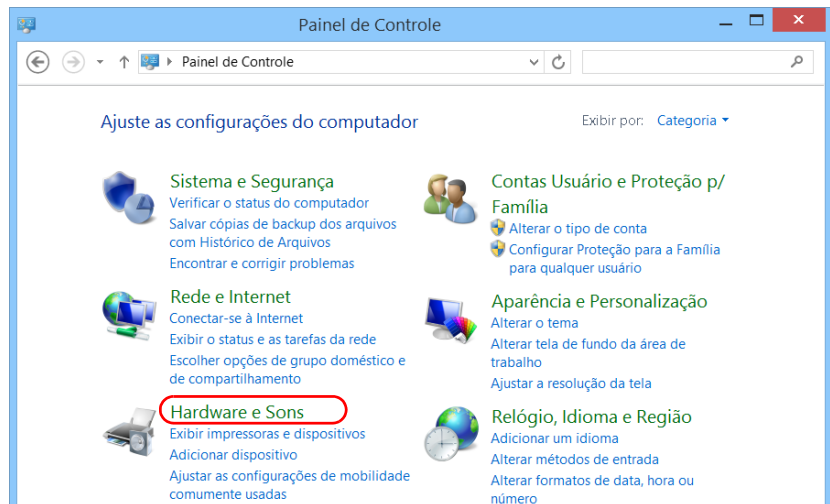 Painel de Controle
Painel de Controle
Ajuste as configurações do computador
Exibir por: Categoria
Sistema e Segurança
Verificar o status do computador
Salvar cópias de backup dos arquivos
com Histórico de Arquivos
Encontrar e corrigir problemas
Rede e Internet
Conectar-se à Internet
Exibir o status e as tarefas da rede
Escolher opções de grupo doméstico e
de compartilhamento
Hardware e Sons
Exibir impressoras e dispositivos
Adicionar dispositivo
Ajustar as configurações de mobilidade
comumente usadas
Contas Usuário e Proteção p/
Família
Alterar o tipo de conta
Configurar Proteção para a Família
para qualquer usuário
Aparência e Personalização
Alterar o tema
Alterar tela de fundo da área de
trabalho
Ajustar a resolução da tela
Relógio, Idioma e Região
Adicionar um idioma
Alterar métodos de entrada
Alterar formatos de data, hora ou
número